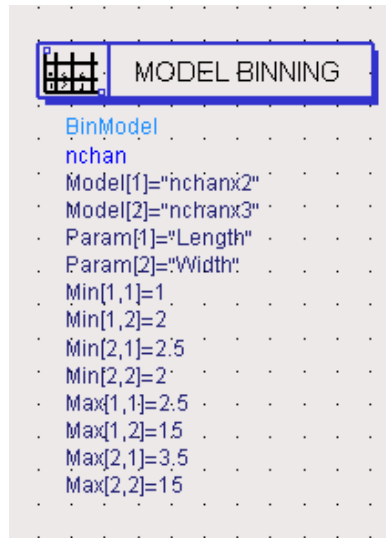 MODEL BINNING
BinModel
nchan
Model[1]="nchanx2"
Model[2]="nchanx3"
Param[1]="Length"
Param[2]="Width"
Min[1,1]=1
Min[1,2]=2
Min[2,1]=2.5
Min[2,2]=2
Max[1,1]=2.5
Max[1,2]=15
Max[2,1]=3.5
Max[2,2]=15